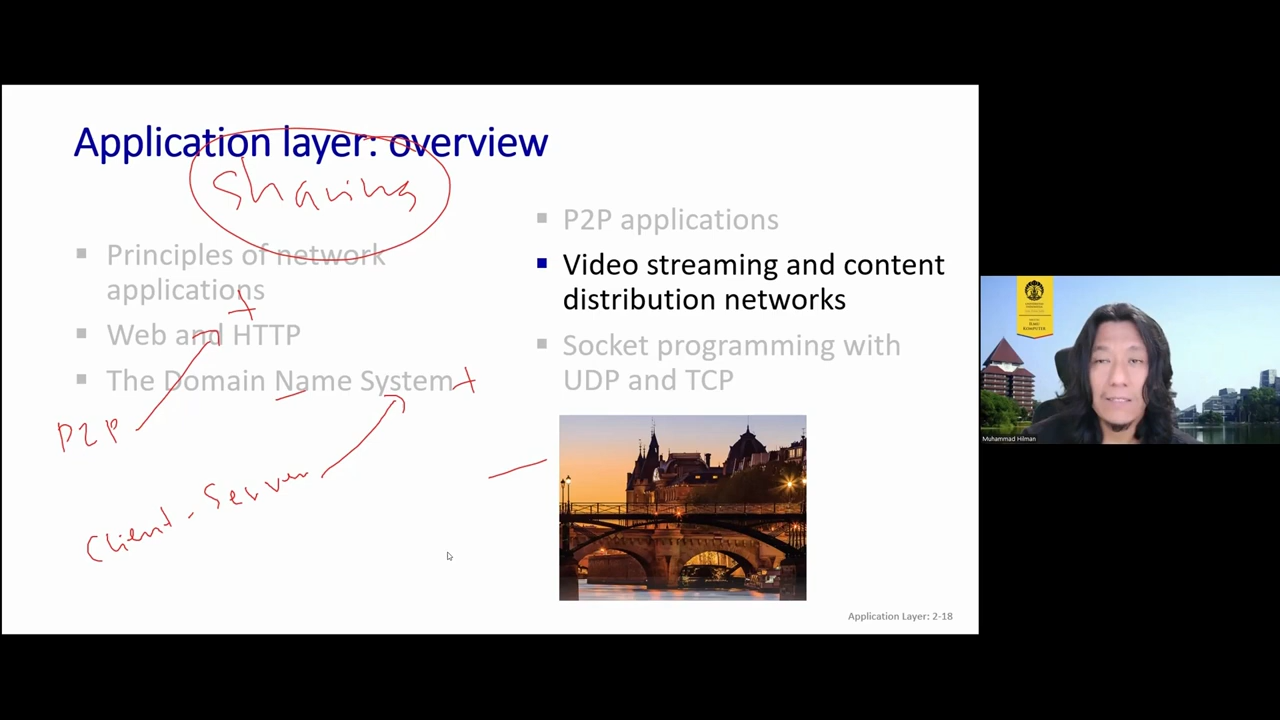 Application layer: overview
Sharing
Principles of network
applications
Web and HTTP
The Domain Name System
P2P
Client - Server
P2P applications
Video streaming and content
distribution networks
Socket programming with
UDP and TCP
Application Layer: 2-18
ILMU
KOMPUTER
Muhammad Hilman